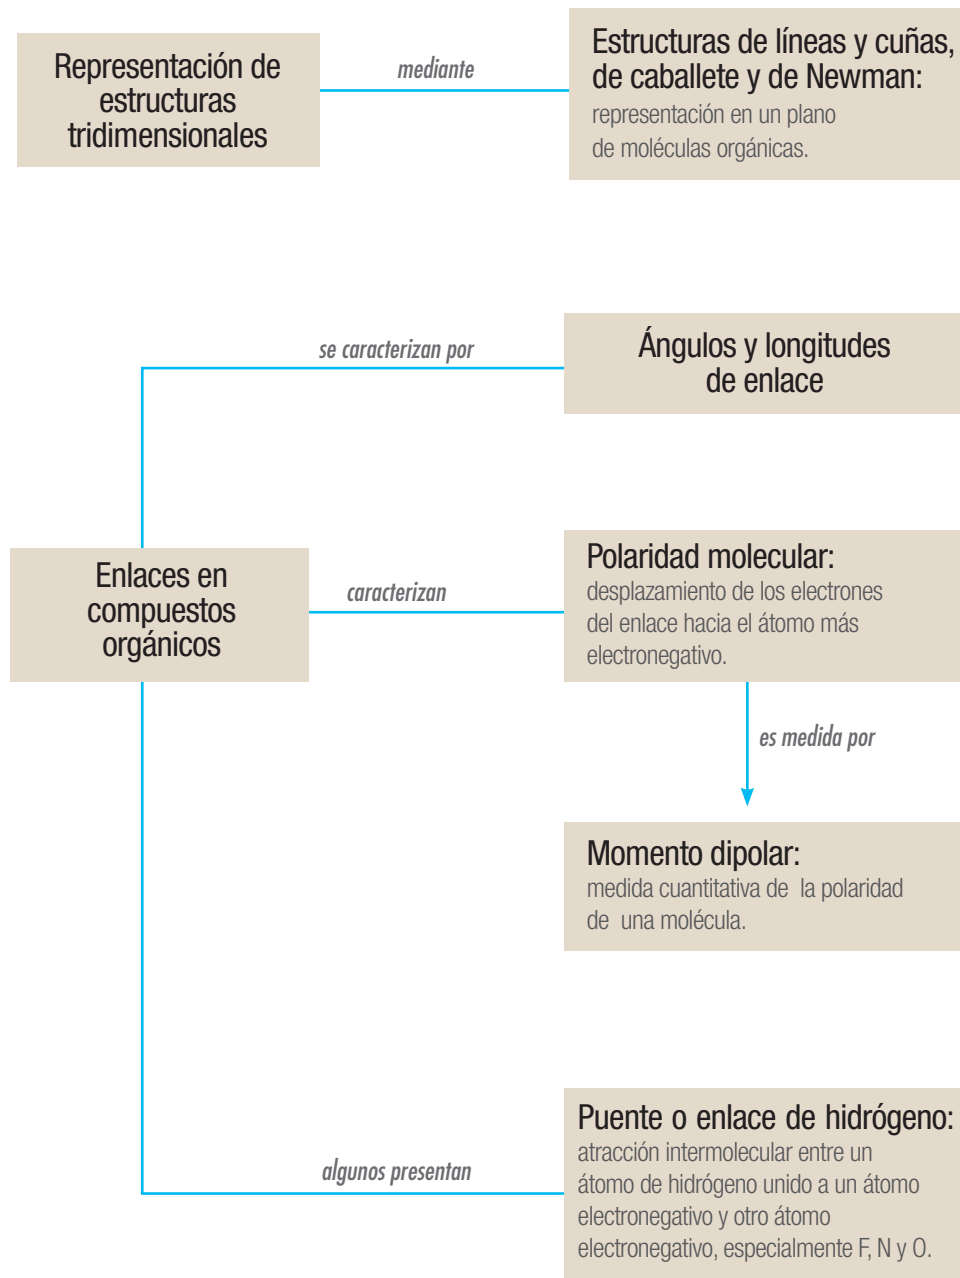 Representación de
estructuras
tridimensionales
mediante
Estructuras de líneas y cuñas,
de caballete y de Newman:
representación en un plano
de moléculas orgánicas.
se caracterizan por
Ángulos y longitudes
de enlace
Enlaces en
compuestos
orgánicos
caracterizan
Polaridad molecular:
desplazamiento de los electrones
del enlace hacia el átomo más
electronegativo.
es medida por
Momento dipolar:
medida cuantitativa de la polaridad
de una molécula.
algunos presentan
Puente o enlace de hidrógeno:
atracción intermolecular entre un
átomo de hidrógeno unido a un átomo
electronegativo y otro átomo
electronegativo, especialmente F, N y O.